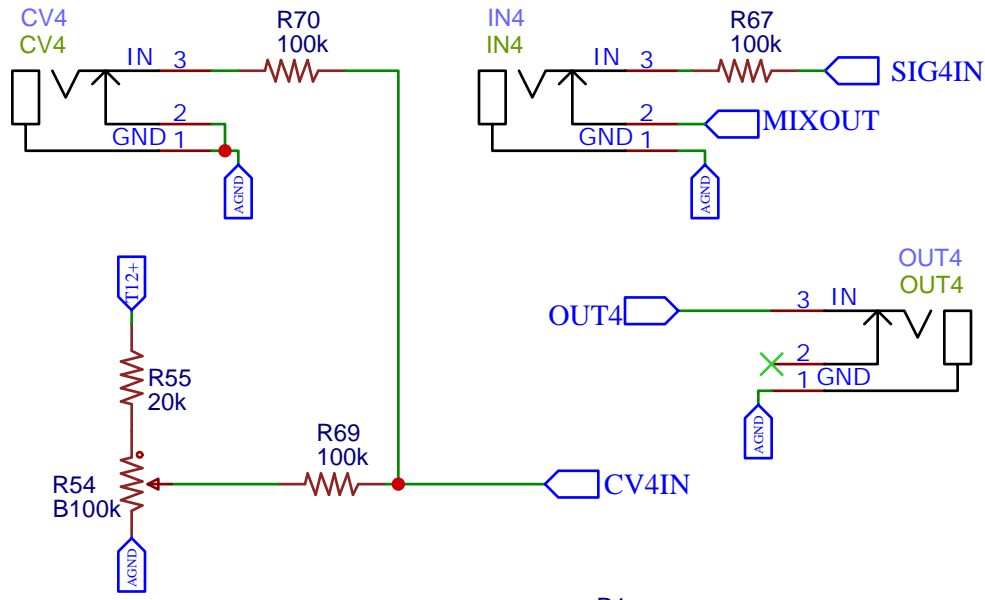 CV4
CV4
IN 3
2
GND 1
AGND
R70
100k
IN4
IN4
IN 3
2
GND 1
AGND
R67
100k
SIG4IN
MIXOUT
T12+
R55
20k
R54
B100k
AGND
R69
100k
CV4IN
OUT4
OUT4
OUT4
3 IN
2
1 GND
AGND